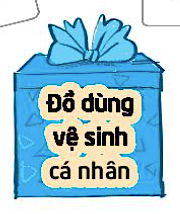 Đồ dùng
vệ sinh
cá nhân